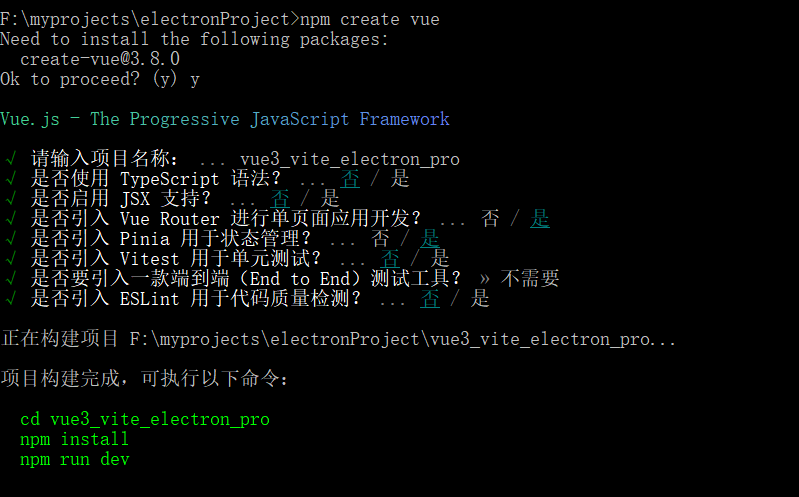 F:\myprojects\electronProject>npm create vue
Need to install the following packages:
  create-vue@3.8.0
Ok to proceed? (y) y
Vue.js - The Progressive JavaScript Framework
√ 请输入项目名称： ... vue3_vite_electron_pro
√ 是否使用 TypeScript 语法？ ... 否 / 是
√ 是否启用 JSX 支持？ ... 否 / 是
√ 是否引入 Vue Router 进行单页面应用开发？ ... 否 / 是
√ 是否引入 Pinia 用于状态管理？ ... 否 / 是
√ 是否引入 Vitest 用于单元测试？ ... 否 / 是
√ 是否要引入一款端到端（End to End）测试工具？ » 不需要
√ 是否引入 ESLint 用于代码质量检测？ ... 否 / 是
正在构建项目 F:\myprojects\electronProject\vue3_vite_electron_pro...
项目构建完成，可执行以下命令：
  cd vue3_vite_electron_pro
  npm install
  npm run dev